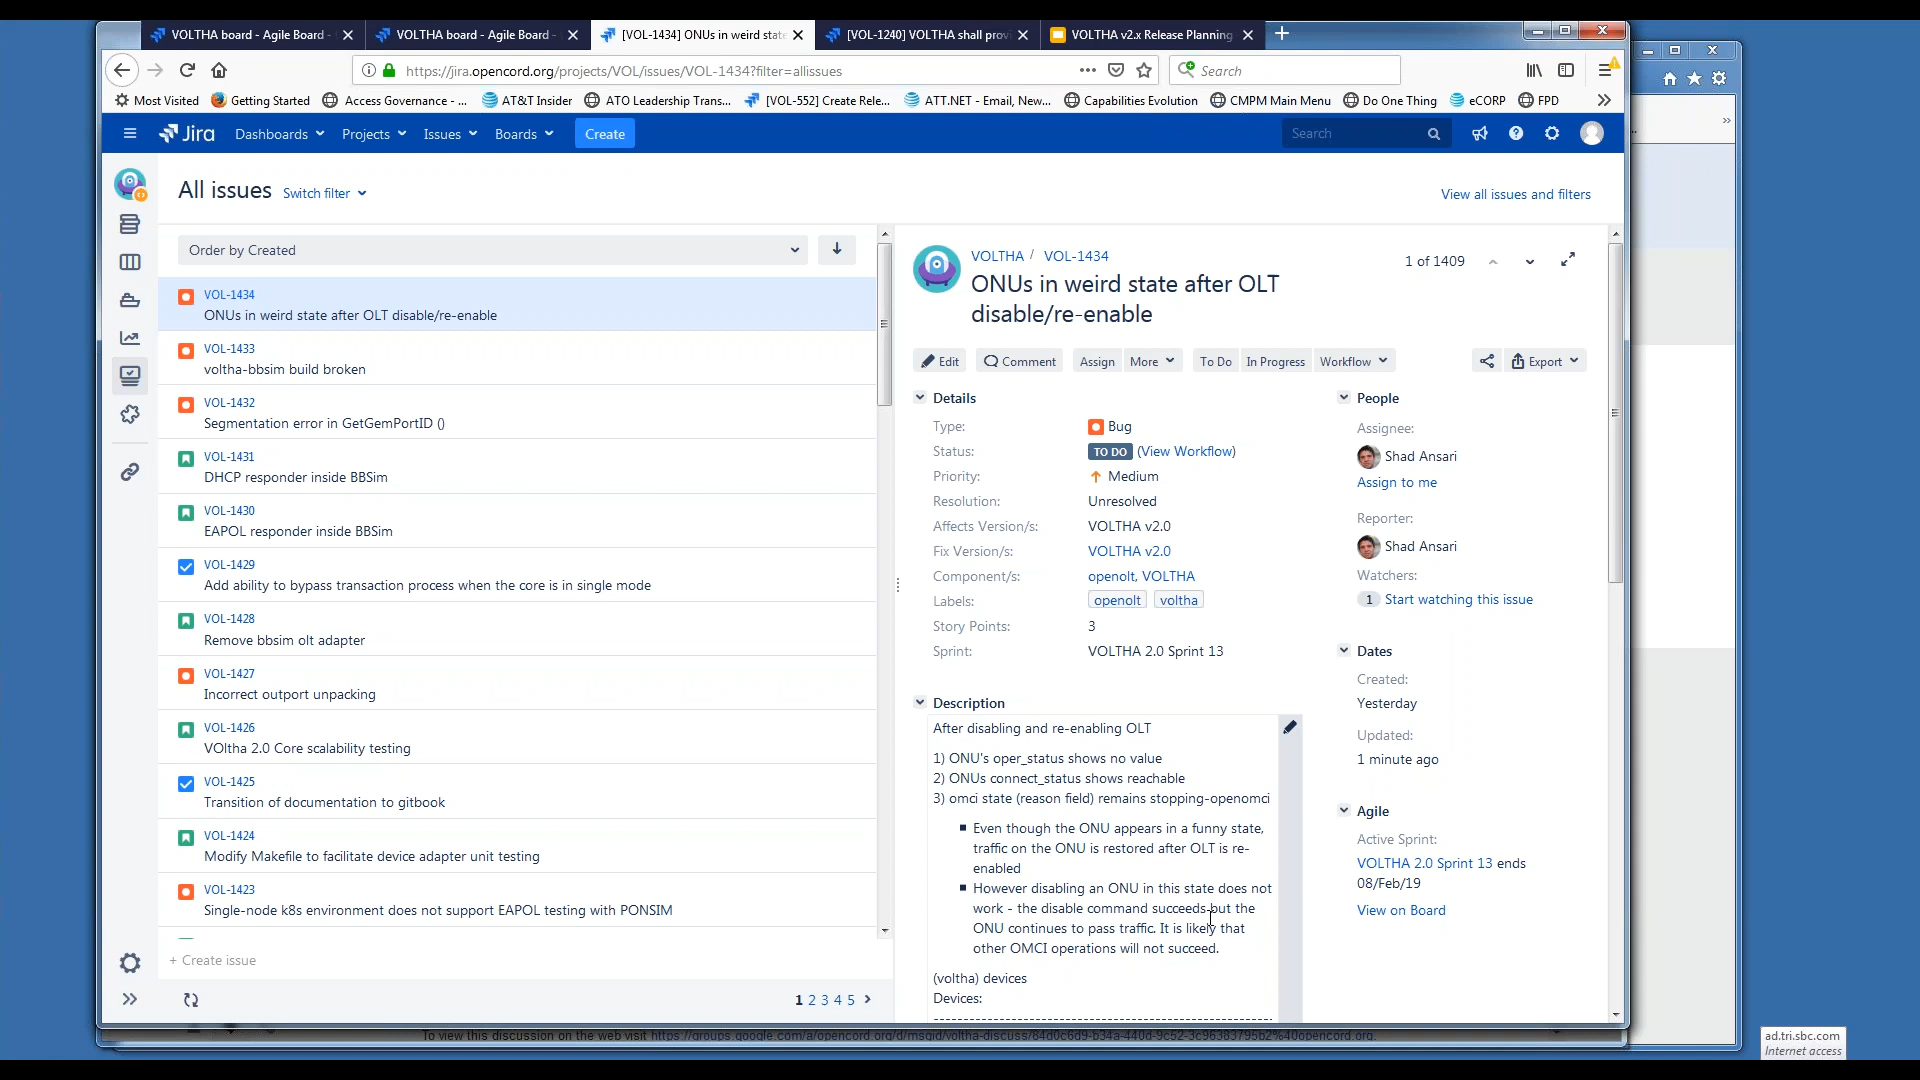 VOLTHA board - Agile Board -
VOLTHA board - Agile Board -
[VOL-1434] ONUs in weird state
[VOL-1240] VOLTHA shall provi
VOLTHA v2.x Release Planning
https://jira.opencord.org/projects/VOL/issues/VOL-1434?filter=allissues
Search
Most Visited
Getting Started
Access Governance - ...
AT&T Insider
ATO Leadership Trans...
[VOL-552] Create Rele...
ATT.NET - Email, New...
Capabilities Evolution
CMPM Main Menu
Do One Thing
eCORP
FPD
Jira
Dashboards
Projects
Issues
Boards
Create
Search
All issues
Switch filter
View all issues and filters
Order by Created
VOL-1434
ONUs in weird state after OLT disable/re-enable
VOL-1433
voltha-bbsim build broken
VOL-1432
Segmentation error in GetGemPortID ()
VOL-1431
DHCP responder inside BBSim
VOL-1430
EAPOL responder inside BBSim
VOL-1429
Add ability to bypass transaction process when the core is in single mode
VOL-1428
Remove bbsim olt adapter
VOL-1427
Incorrect outport unpacking
VOL-1426
VOltha 2.0 Core scalability testing
VOL-1425
Transition of documentation to gitbook
VOL-1424
Modify Makefile to facilitate device adapter unit testing
VOL-1423
Single-node k8s environment does not support EAPOL testing with PONSIM
+ Create issue
1 2 3 4 5
VOLTHA / VOL-1434
1 of 1409
ONUs in weird state after OLT
disable/re-enable
Edit
Comment
Assign
More
To Do
In Progress
Workflow
Export
Details
Type: Bug
Status: TO DO (View Workflow)
Priority: Medium
Resolution: Unresolved
Affects Version/s: VOLTHA v2.0
Fix Version/s: VOLTHA v2.0
Component/s: openolt, VOLTHA
Labels: openolt voltha
Story Points: 3
Sprint: VOLTHA 2.0 Sprint 13
Description
After disabling and re-enabling OLT
1) ONU's oper_status shows no value
2) ONUs connect_status shows reachable
3) omci state (reason field) remains stopping-openomci
Even though the ONU appears in a funny state,
traffic on the ONU is restored after OLT is re-
enabled
However disabling an ONU in this state does not
work - the disable command succeeds but the
ONU continues to pass traffic. It is likely that
other OMCI operations will not succeed.
(voltha) devices
Devices:
People
Assignee:
Shad Ansari
Assign to me
Reporter:
Shad Ansari
Watchers:
1 Start watching this issue
Dates
Created:
Yesterday
Updated:
1 minute ago
Agile
Active Sprint:
VOLTHA 2.0 Sprint 13 ends
08/Feb/19
View on Board
To view this discussion on the web visit
ad.tri.sbc.com
Internet access